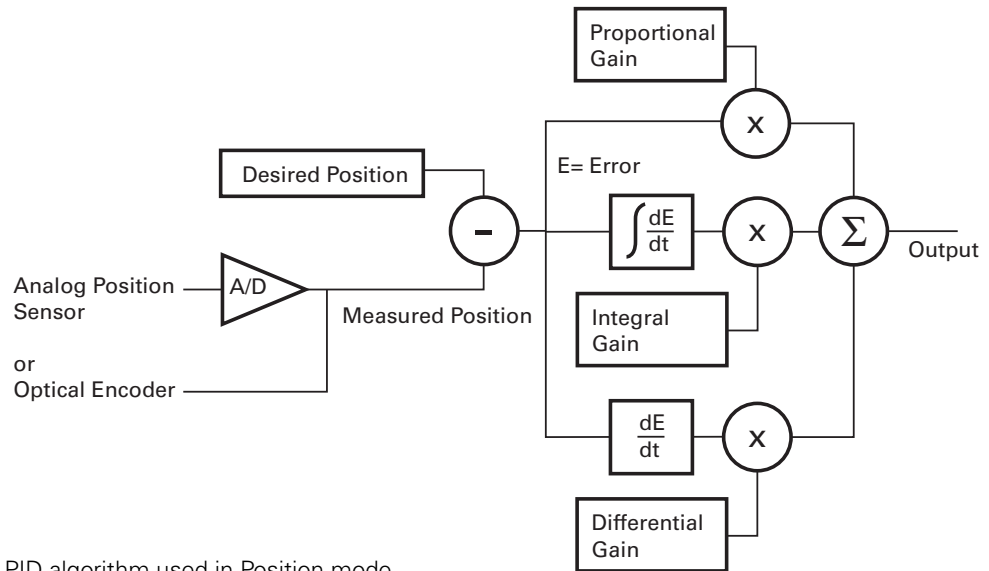 Proportional
Gain
x
Desired Position
E= Error
-
∫ dE
dt
x
Σ
Output
Analog Position
Sensor
A/D
Measured Position
Integral
Gain
or
Optical Encoder
dE
dt
x
Differential
Gain
PID algorithm used in Position mode